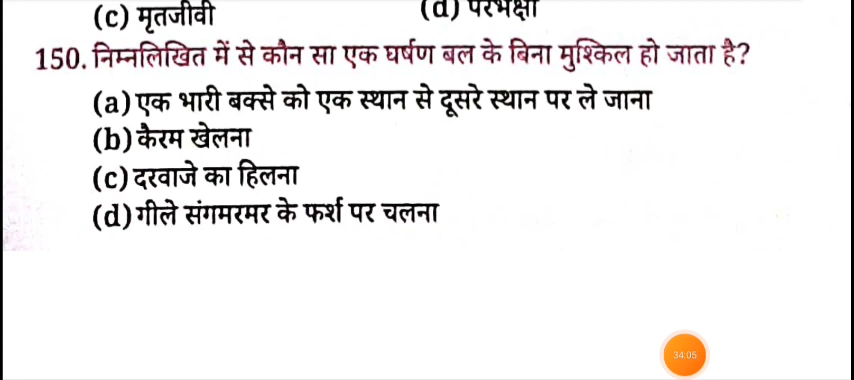 (c) मृतजीवी (d) परभक्षी
150. निम्नलिखित में से कौन सा एक घर्षण बल के बिना मुश्किल हो जाता है?
(a) एक भारी बक्से को एक स्थान से दूसरे स्थान पर ले जाना
(b) कैरम खेलना
(c) दरवाजे का हिलना
(d) गीले संगमरमर के फर्श पर चलना
34:05